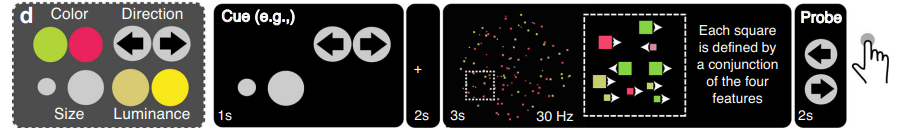 d
Color Direction
Size Luminance
Cue (e.g.,)
1s
+
2s
3s
30 Hz
Each square
is defined by
a conjunction
of the four
features
Probe
2s